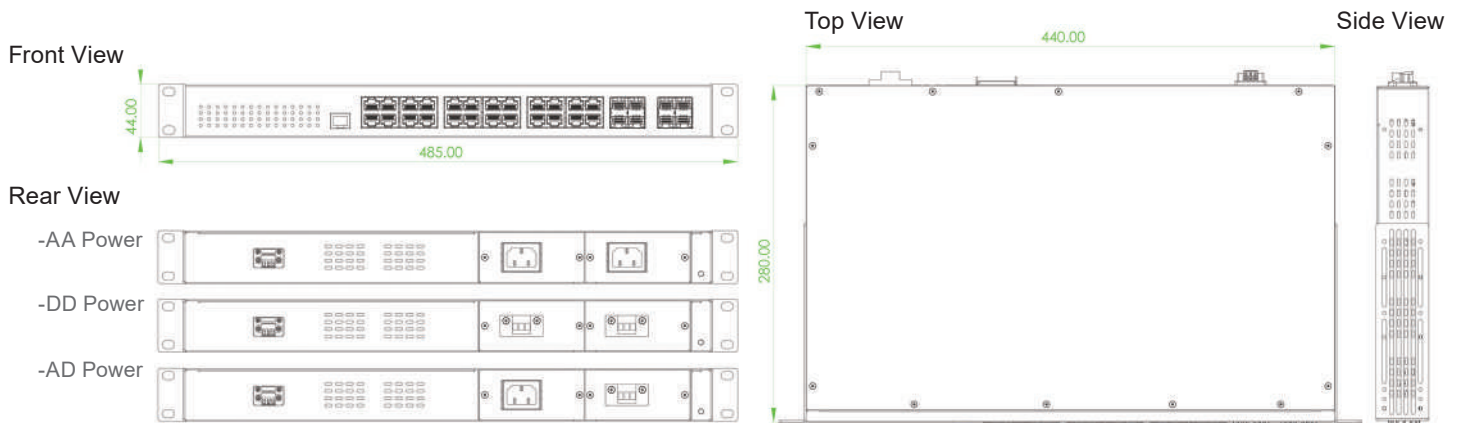 Top View
Side View
440.00
Front View
44.00
485.00
280.00
Rear View
-AA Power
-DD Power
-AD Power